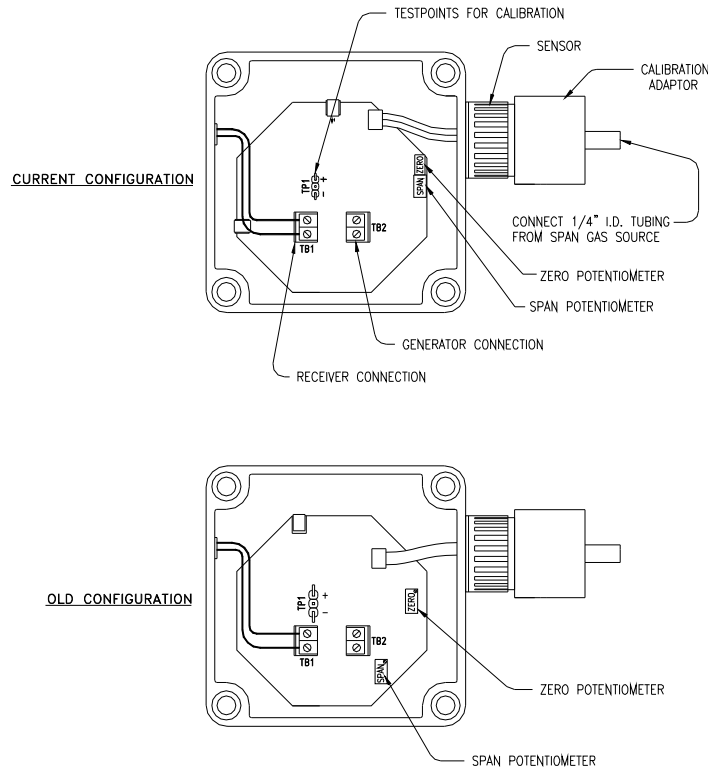 TESTPOINTS FOR CALIBRATION
SENSOR
CALIBRATION
ADAPTOR
CURRENT CONFIGURATION
TP1
+
-
ZERO
SPAN
TB1
TB2
CONNECT 1/4" I.D. TUBING
FROM SPAN GAS SOURCE
ZERO POTENTIOMETER
SPAN POTENTIOMETER
GENERATOR CONNECTION
RECEIVER CONNECTION
OLD CONFIGURATION
TP1
+
-
ZERO
TB1
TB2
SPAN
ZERO POTENTIOMETER
SPAN POTENTIOMETER